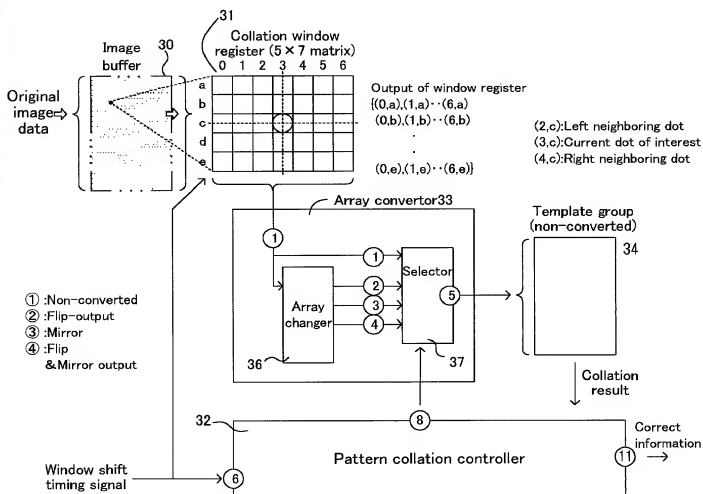 31
Collation window
register (5 × 7 matrix)
30
Image
buffer
0 1 2 3 4 5 6
a
b
c
d
e
Original
image
data
Output of window register
{(0,a),(1,a)··(6,a)
(0,b),(1,b)··(6,b)
(0,e),(1,e)··(6,e)}
(2,c):Left neighboring dot
(3,c):Current dot of interest
(4,c):Right neighboring dot
Array convertor33
Template group
(non-converted)
34
①
①
Selector
②
③
④
⑤
Array
changer
36
37
①:Non-converted
②:Flip-output
③:Mirror
④:Flip
&Mirror output
Collation
result
32
⑧
Correct
information
⑪
Pattern collation controller
Window shift
timing signal
⑥